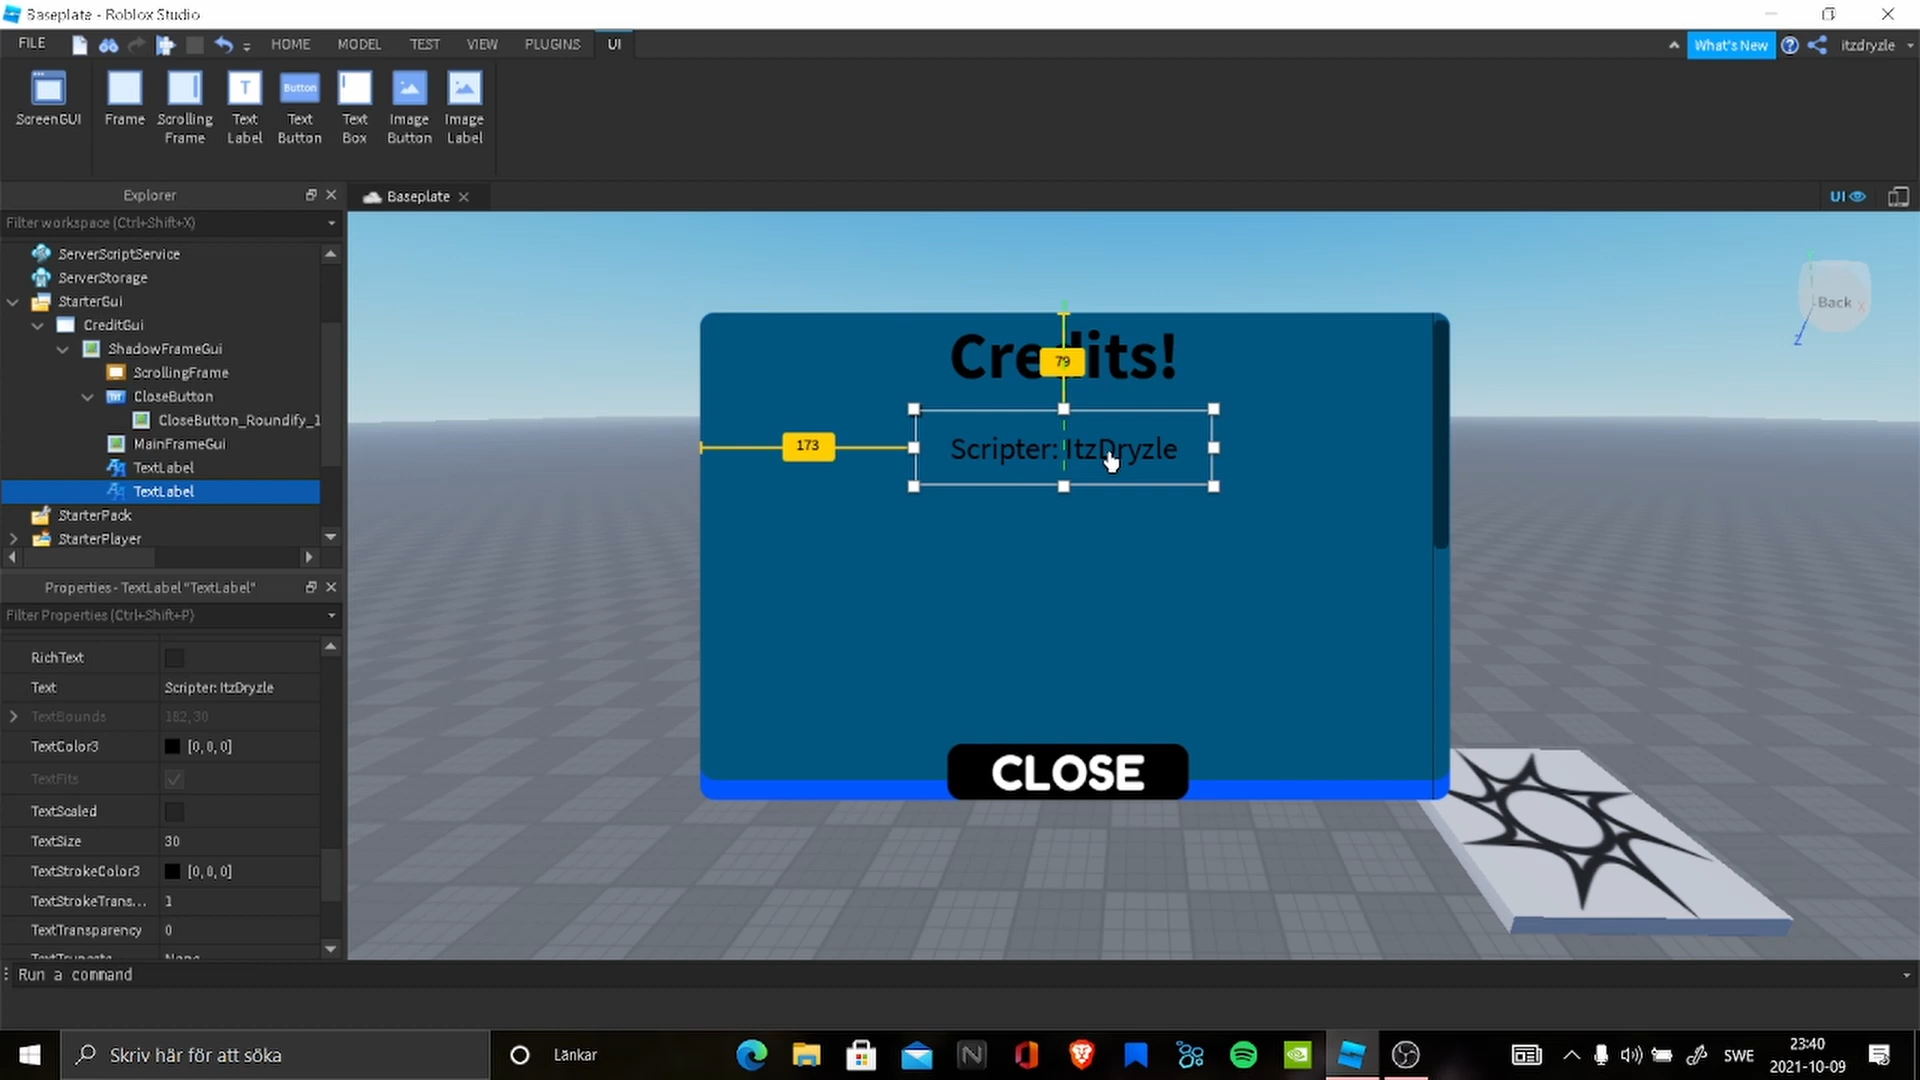 Baseplate - Roblox Studio
FILE HOME MODEL TEST VIEW PLUGINS UI What's New itzdryzle
ScreenGUI
Frame
Scrolling
Frame
Text
Label
Button
Text
Button
Text
Box
Image
Button
Image
Label
Explorer
Filter workspace (Ctrl+Shift+X)
ServerScriptService
ServerStorage
StarterGui
CreditGui
ShadowFrameGui
ScrollingFrame
CloseButton
CloseButton_Roundify_1
MainFrameGui
TextLabel
TextLabel
StarterPack
StarterPlayer
Properties - TextLabel "TextLabel"
Filter Properties (Ctrl+Shift+P)
RichText
Text Scripter: ItzDryzle
TextBounds 182, 30
TextColor3 [0, 0, 0]
TextFits
TextScaled
TextSize 30
TextStrokeColor3 [0, 0, 0]
TextStrokeTrans... 1
TextTransparency 0
Baseplate
UI
Back
X
Z
Credits!
79
173
Scripter: ItzDryzle
CLOSE
Run a command
Skriv här för att söka
Länkar
SWE
23:40
2021-10-09